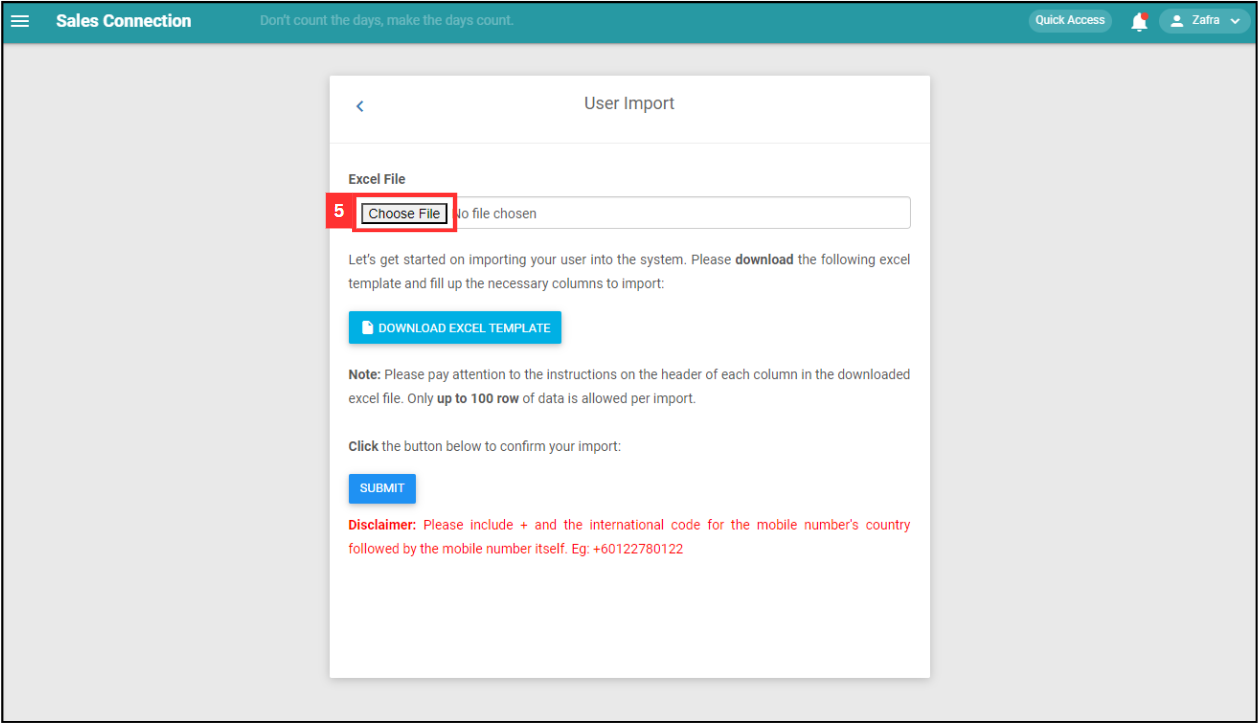 Sales Connection
Don't count the days, make the days count.
Quick Access
Zafra
User Import
Excel File
5
Choose File
No file chosen
Let's get started on importing your user into the system. Please download the following excel
template and fill up the necessary columns to import:
DOWNLOAD EXCEL TEMPLATE
Note: Please pay attention to the instructions on the header of each column in the downloaded
excel file. Only up to 100 row of data is allowed per import.
Click the button below to confirm your import:
SUBMIT
Disclaimer: Please include + and the international code for the mobile number's country
followed by the mobile number itself. Eg: +60122780122